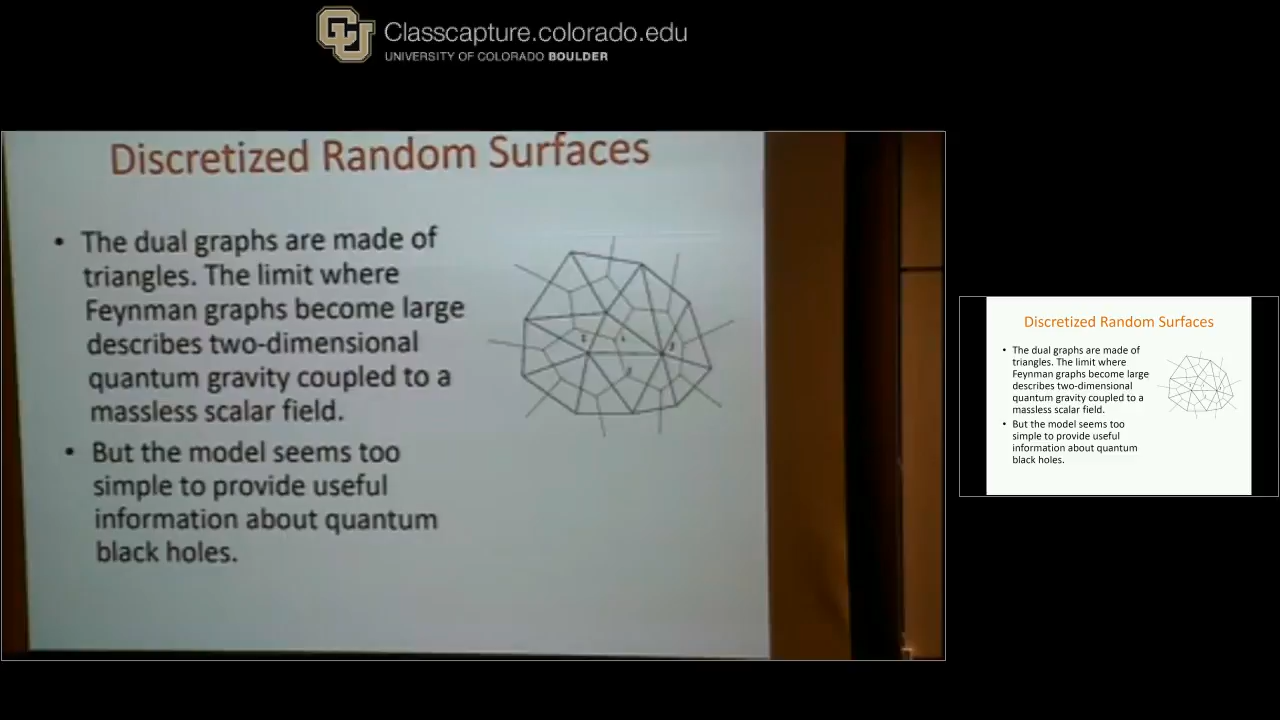 Classcapture.colorado.edu
UNIVERSITY OF COLORADO BOULDER
Discretized Random Surfaces
• The dual graphs are made of
triangles. The limit where
Feynman graphs become large
describes two-dimensional
quantum gravity coupled to a
massless scalar field.
• But the model seems too
simple to provide useful
information about quantum
black holes.
Discretized Random Surfaces
• The dual graphs are made of
triangles. The limit where
Feynman graphs become large
describes two-dimensional
quantum gravity coupled to a
massless scalar field.
• But the model seems too
simple to provide useful
information about quantum
black holes.